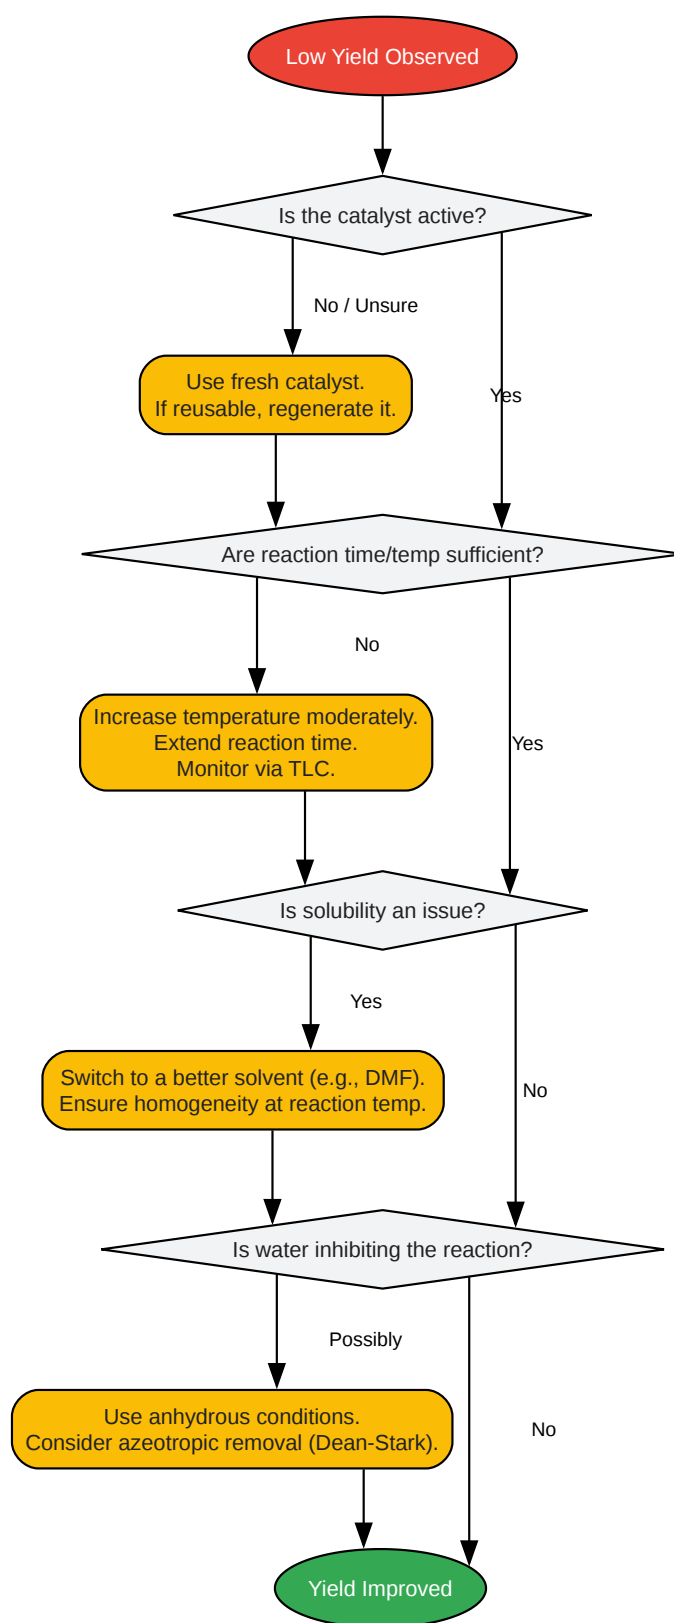 Low Yield Observed
Is the catalyst active?
No / Unsure
Use fresh catalyst.
If reusable, regenerate it.
Yes
Are reaction time/temp sufficient?
No
Increase temperature moderately.
Extend reaction time.
Monitor via TLC.
Yes
Is solubility an issue?
Yes
Switch to a better solvent (e.g., DMF).
Ensure homogeneity at reaction temp.
No
Is water inhibiting the reaction?
Possibly
Use anhydrous conditions.
Consider azeotropic removal (Dean-Stark).
No
Yield Improved